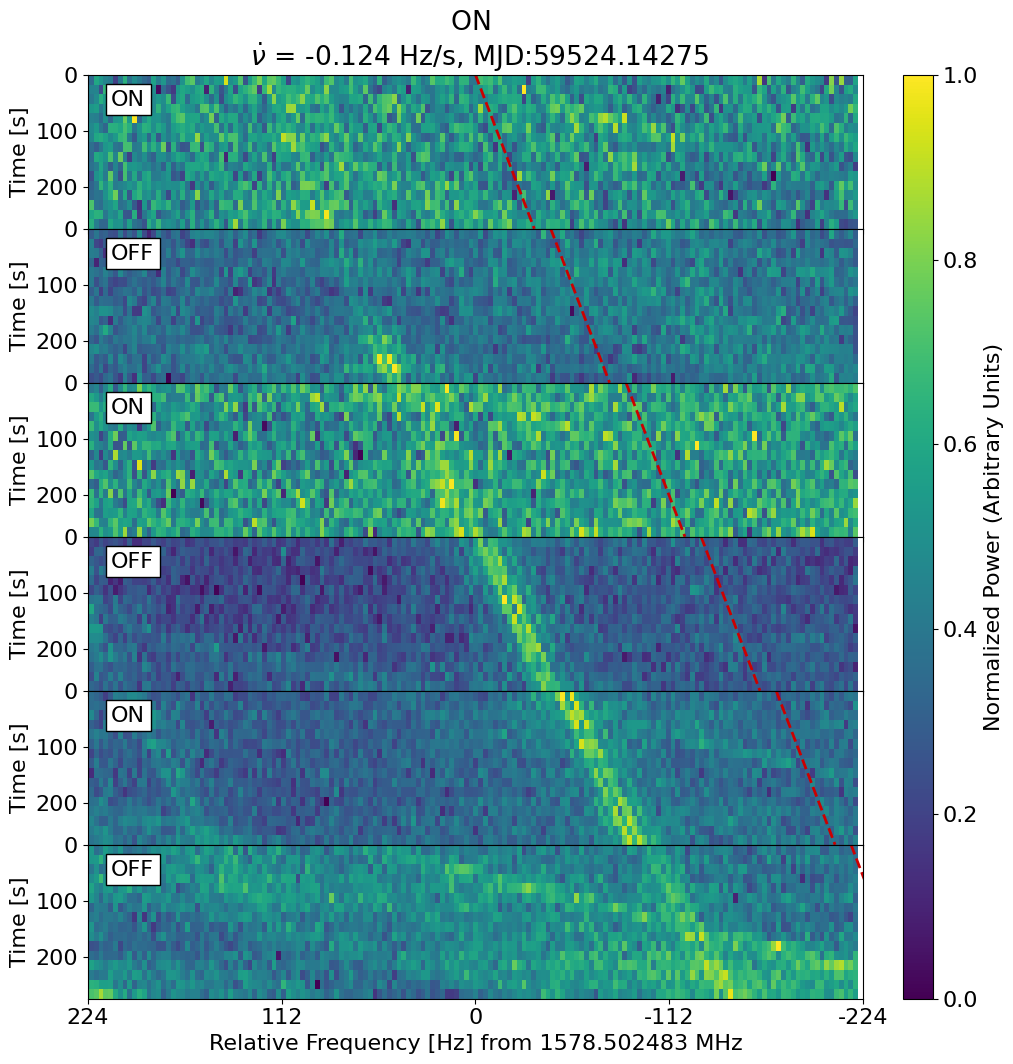 ON
ν̇ = -0.124 Hz/s, MJD:59524.14275
0
ON
100
200
Time [s]
0
OFF
100
200
Time [s]
0
ON
100
200
Time [s]
0
OFF
100
200
Time [s]
0
ON
100
200
Time [s]
0
OFF
100
200
Time [s]
224 112 0 -112 -224
Relative Frequency [Hz] from 1578.502483 MHz
1.0
0.8
0.6
0.4
0.2
0.0
Normalized Power (Arbitrary Units)